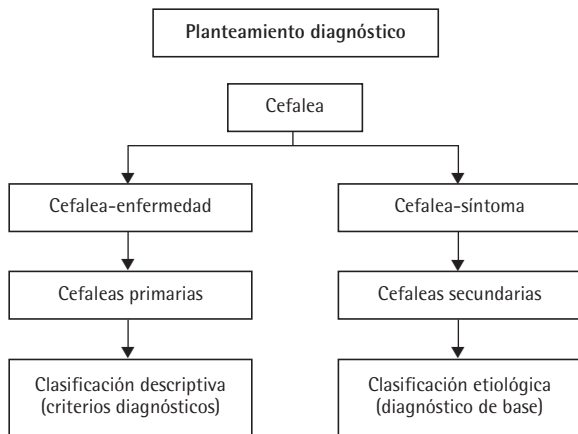 Planteamiento diagnóstico
Cefalea
Cefalea-enfermedad
Cefalea-síntoma
Cefaleas primarias
Cefaleas secundarias
Clasificación descriptiva
(criterios diagnósticos)
Clasificación etiológica
(diagnóstico de base)